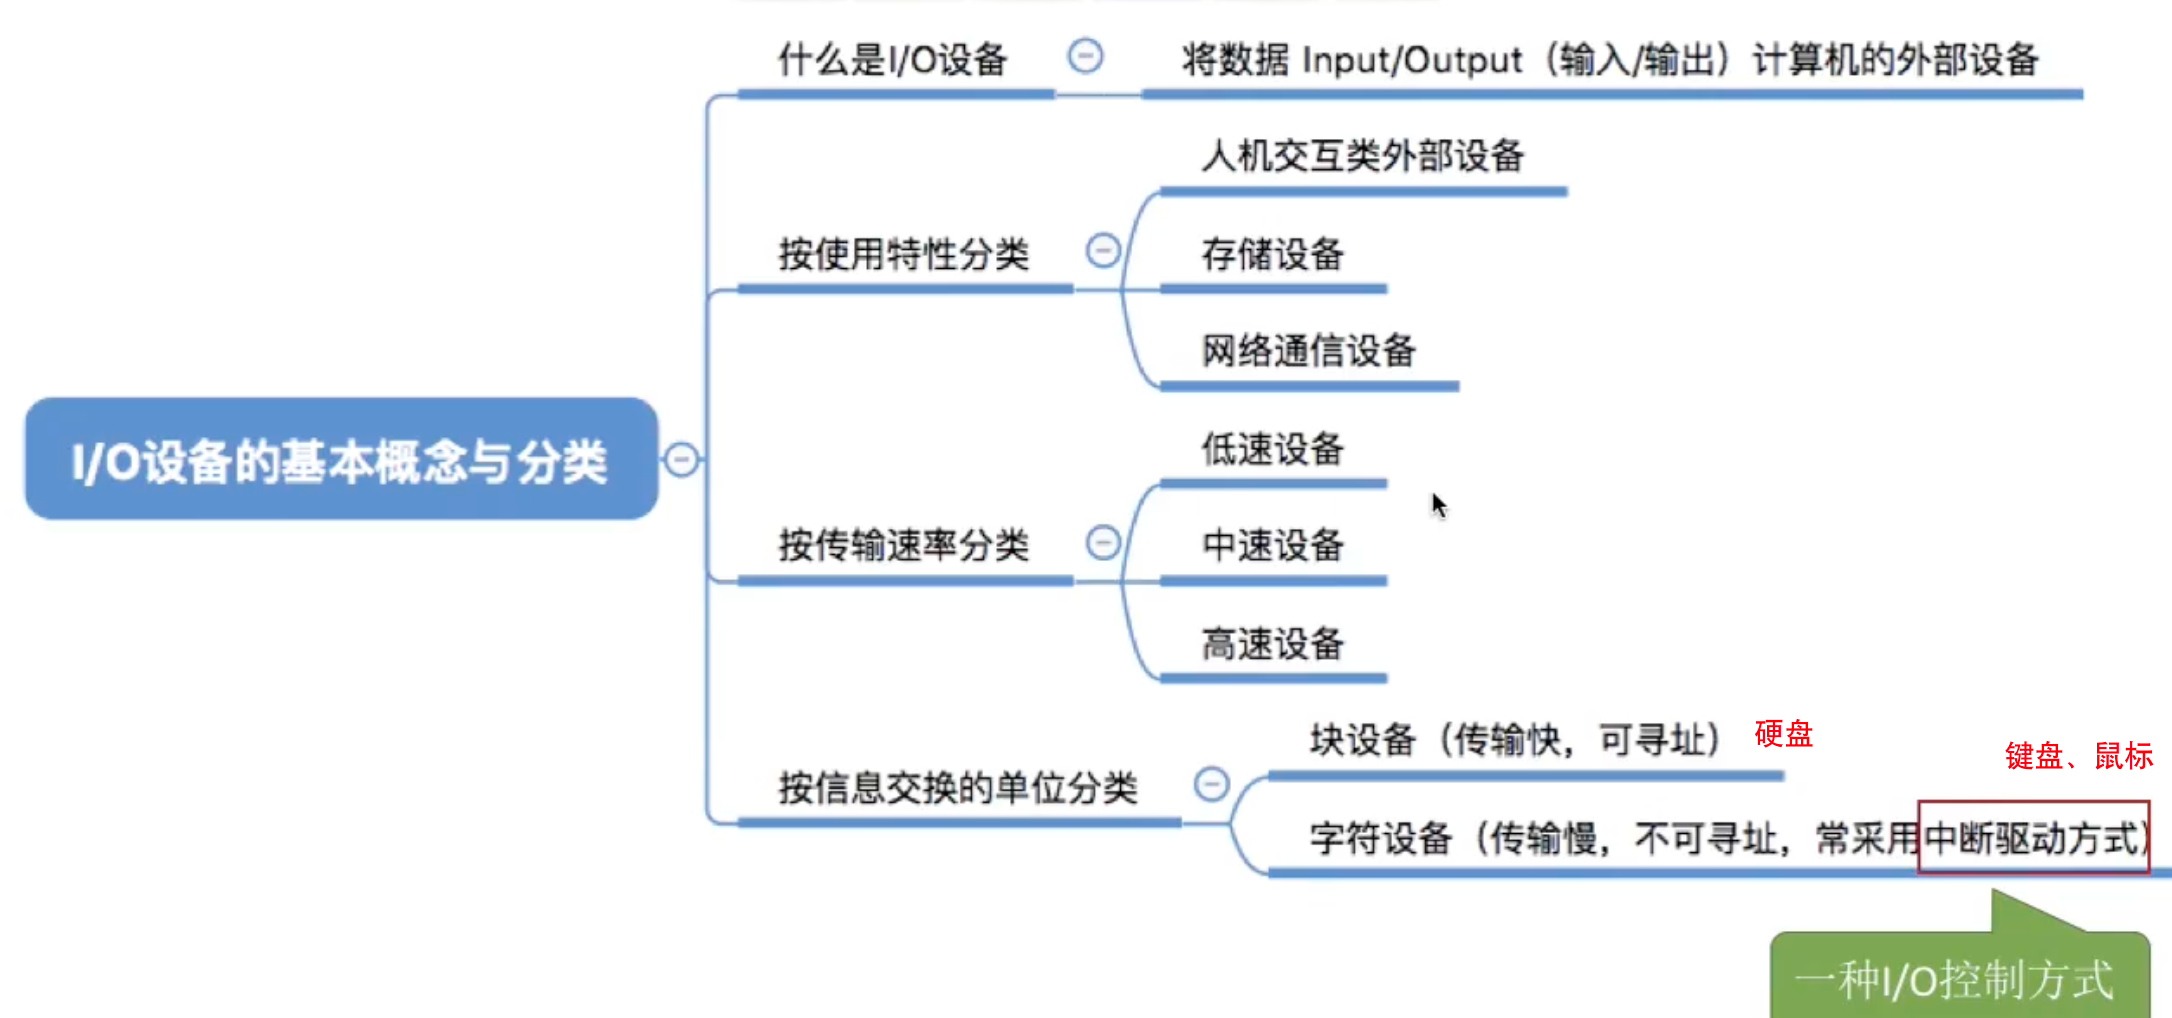 什么是I/O设备
将数据 Input/Output（输入/输出）计算机的外部设备
人机交互类外部设备
按使用特性分类
存储设备
网络通信设备
I/O设备的基本概念与分类
低速设备
按传输速率分类
中速设备
高速设备
块设备（传输快，可寻址）
硬盘
键盘、鼠标
按信息交换的单位分类
字符设备（传输慢，不可寻址，常采用中断驱动方式）
一种I/O控制方式